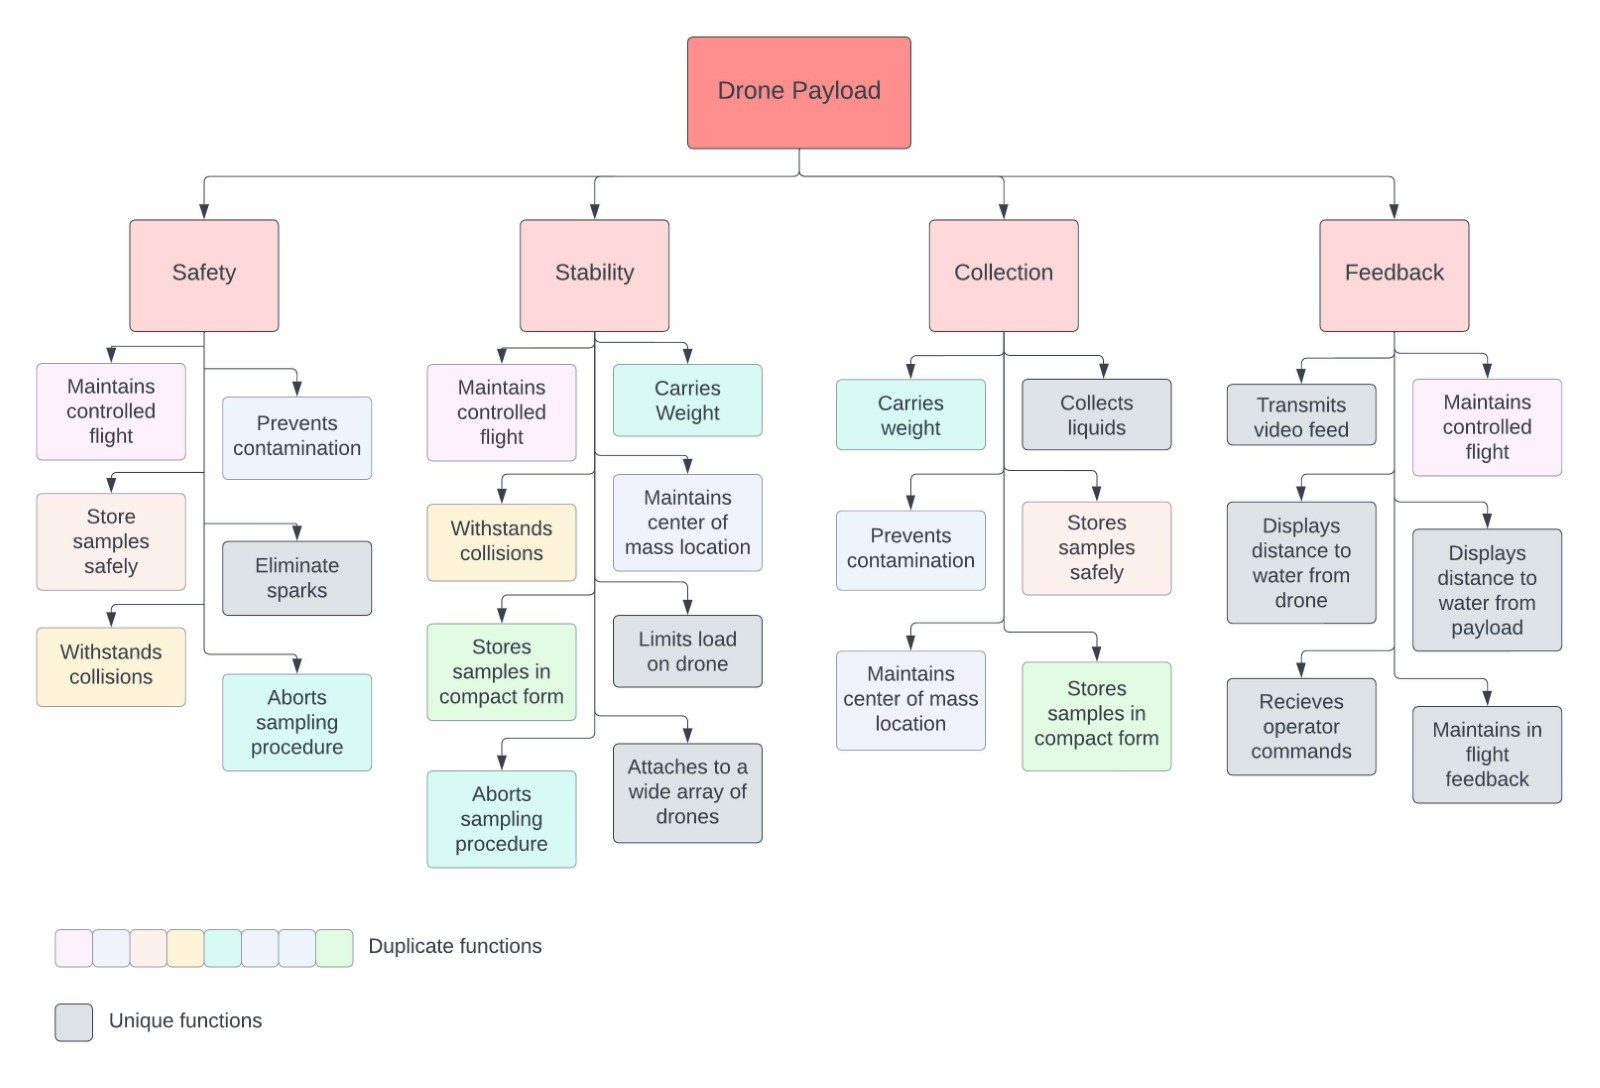 Drone Payload
Safety
Stability
Collection
Feedback
Maintains
controlled
flight
Prevents
contamination
Store
samples
safely
Eliminate
sparks
Withstands
collisions
Aborts
sampling
procedure
Maintains
controlled
flight
Carries
Weight
Withstands
collisions
Maintains
center of
mass location
Stores
samples in
compact form
Limits load
on drone
Aborts
sampling
procedure
Attaches to a
wide array of
drones
Carries
weight
Collects
liquids
Prevents
contamination
Stores
samples
safely
Maintains
center of mass
location
Stores
samples in
compact form
Transmits
video feed
Maintains
controlled
flight
Displays
distance to
water from
drone
Displays
distance to
water from
payload
Recieves
operator
commands
Maintains in
flight
feedback
Duplicate functions
Unique functions